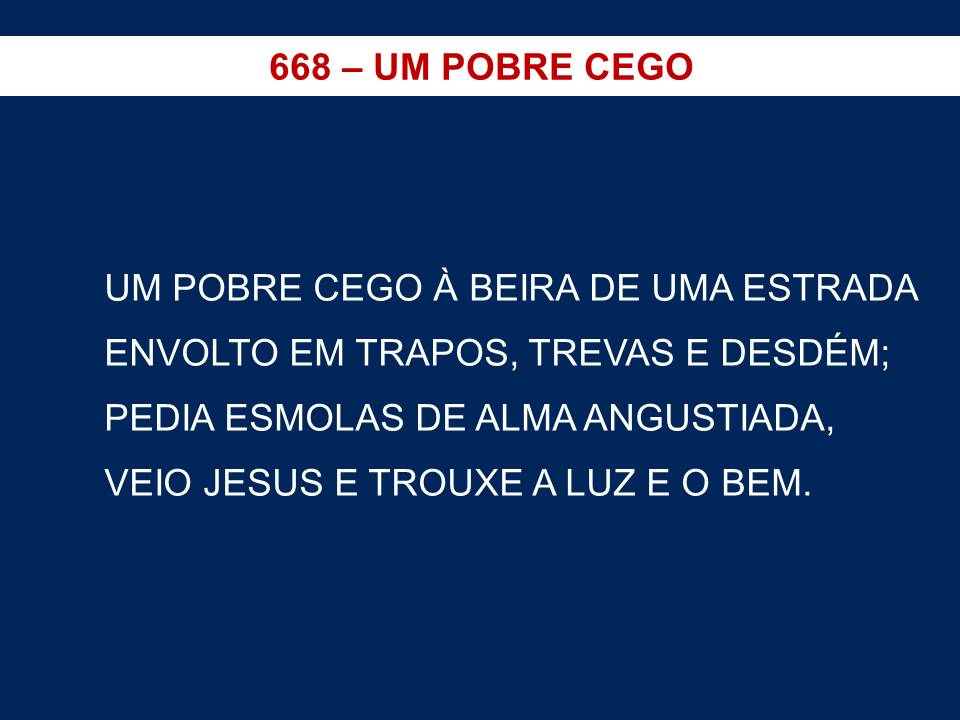 668 – UM POBRE CEGO
UM POBRE CEGO À BEIRA DE UMA ESTRADA
ENVOLTO EM TRAPOS, TREVAS E DESDÉM;
PEDIA ESMOLAS DE ALMA ANGUSTIADA,
VEIO JESUS E TROUXE A LUZ E O BEM.